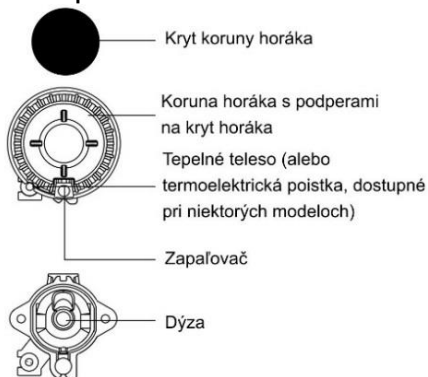 Kryt koruny horáka
Koruna horáka s podperami
na kryt horáka
Tepelné teleso (alebo
termoelektrická poistka, dostupné
pri niektorých modeloch)
Zapaľovač
Dýza